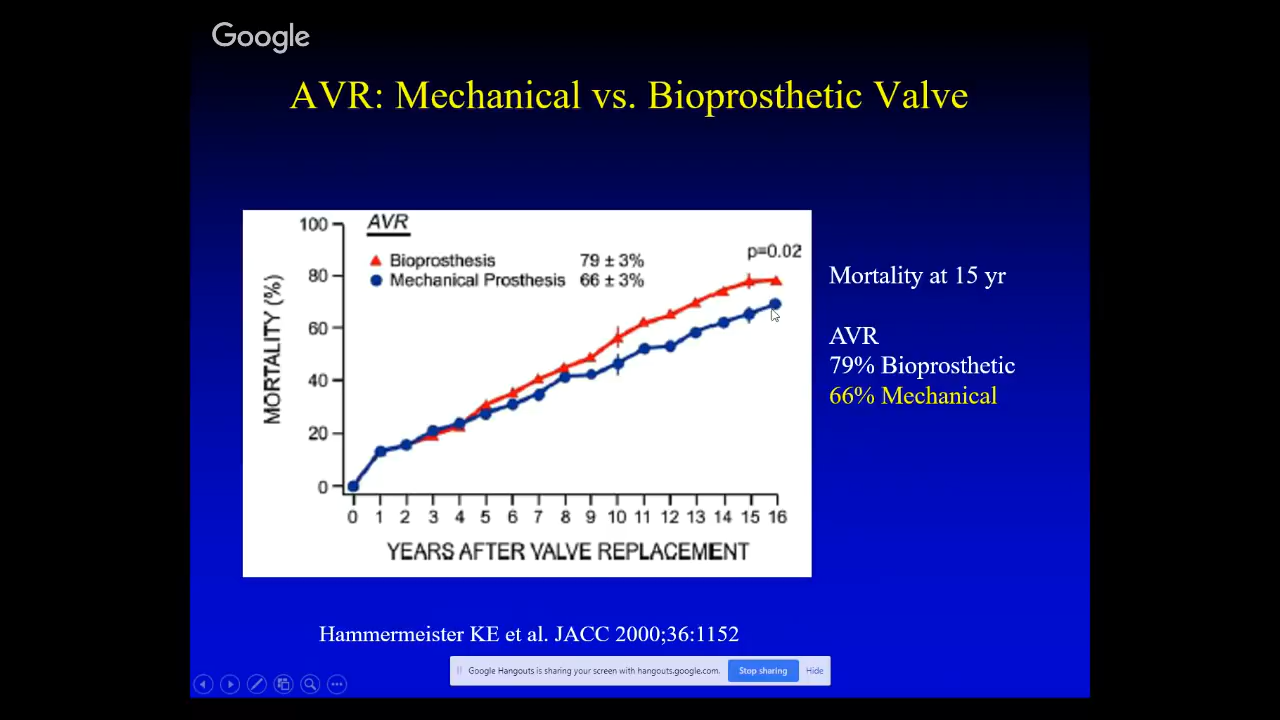 Google
AVR: Mechanical vs. Bioprosthetic Valve
AVR
Bioprosthesis 79 ± 3%
Mechanical Prosthesis 66 ± 3%
p=0.02
MORTALITY (%)
100
80
60
40
20
0
0 1 2 3 4 5 6 7 8 9 10 11 12 13 14 15 16
YEARS AFTER VALVE REPLACEMENT
Mortality at 15 yr
AVR
79% Bioprosthetic
66% Mechanical
Hammermeister KE et al. JACC 2000;36:1152
Google Hangouts is sharing your screen with hangouts.google.com. Stop sharing Hide